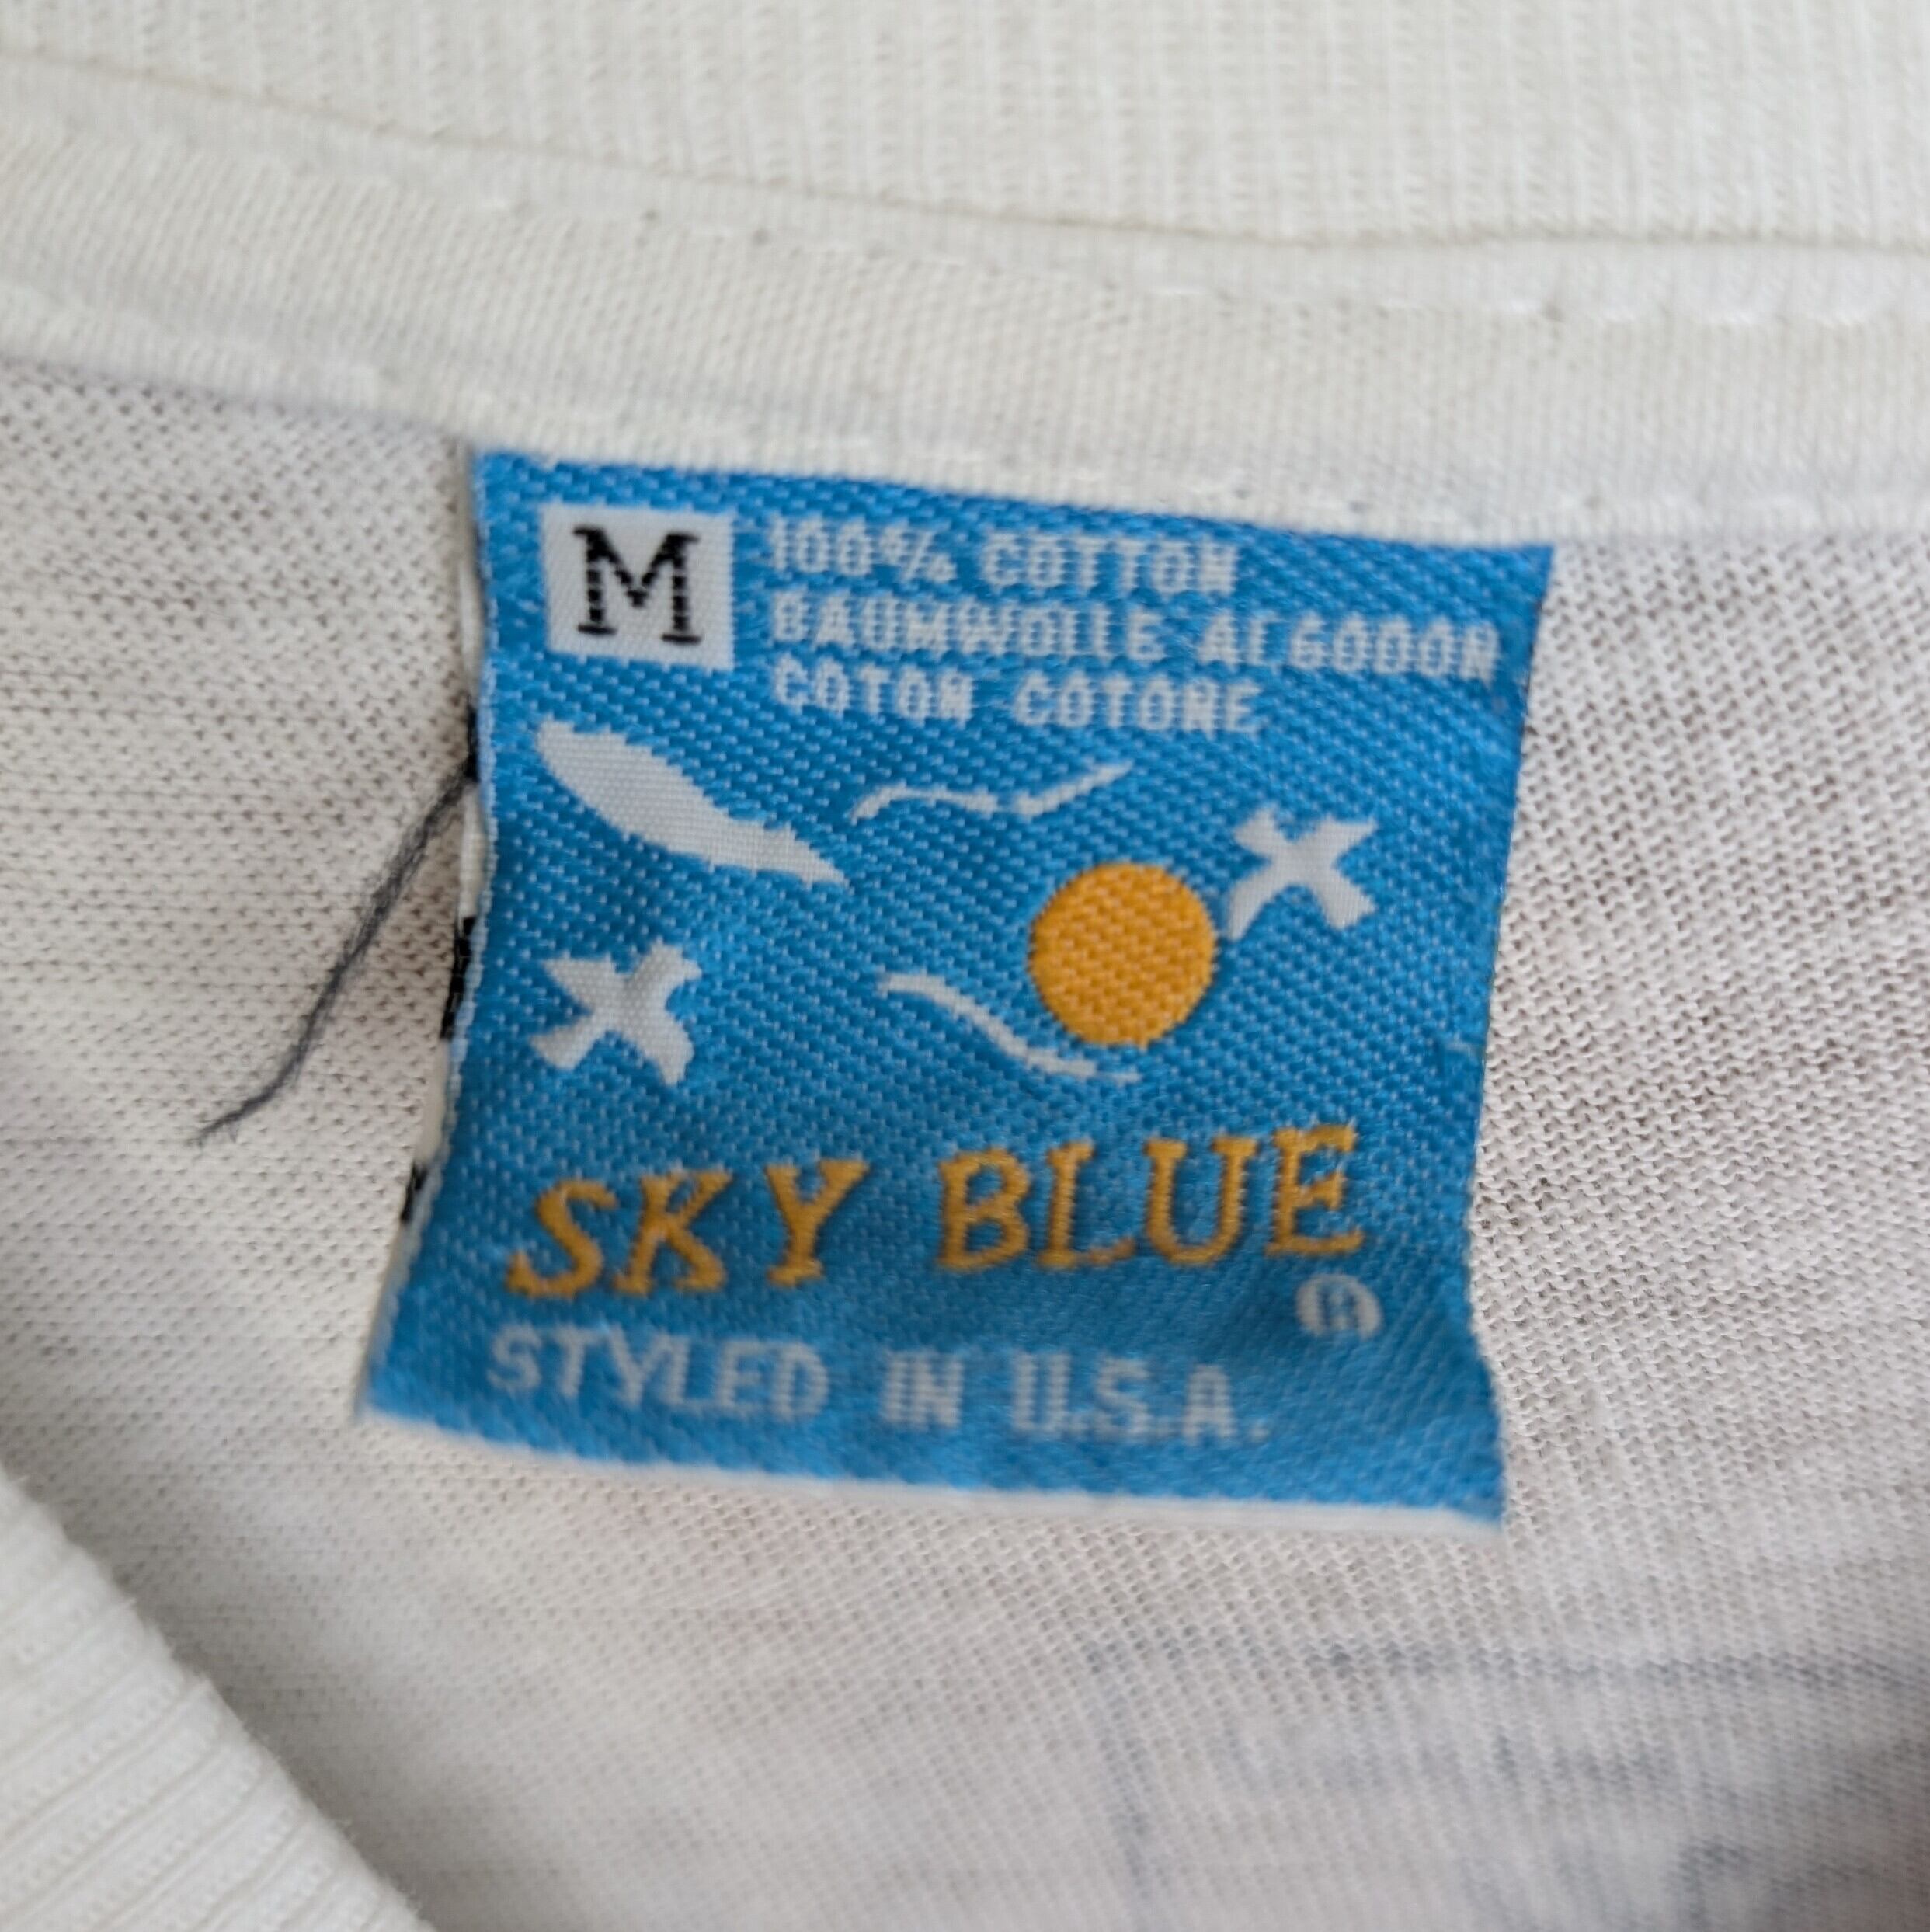 M
100% COTTON
BAUMWOLLE ALGODON
COTON COTONE
SKY BLUE
®
STYLED IN U.S.A.